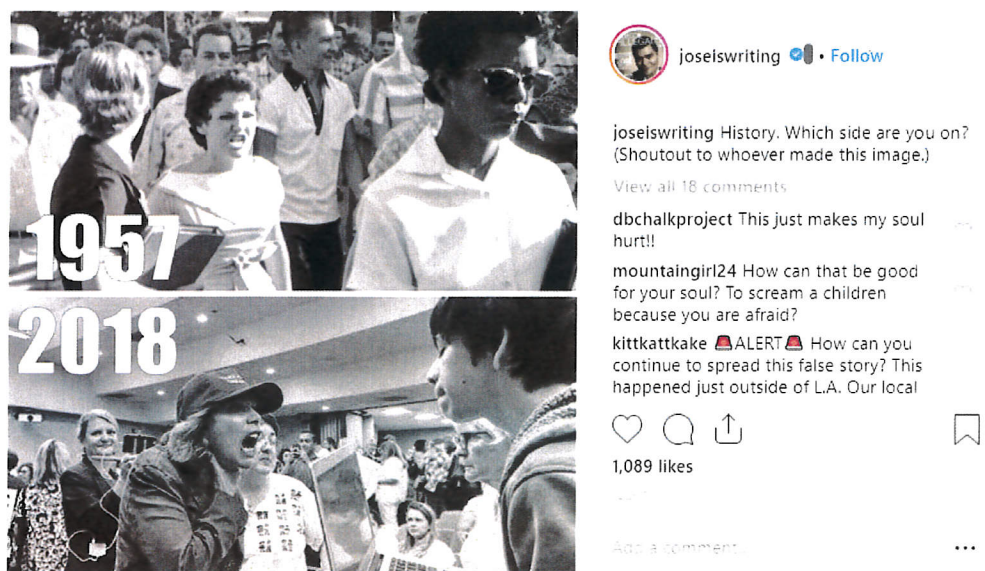 1957
2018
joseiswriting • Follow
joseiswriting History. Which side are you on?
(Shoutout to whoever made this image.)
View all 18 comments
dbchalkproject This just makes my soul
hurt!!
mountaingirl24 How can that be good
for your soul? To scream a children
because you are afraid?
kittkattkake 🚨ALERT🚨 How can you
continue to spread this false story? This
happened just outside of L.A. Our local
1,089 likes
Add a comment...